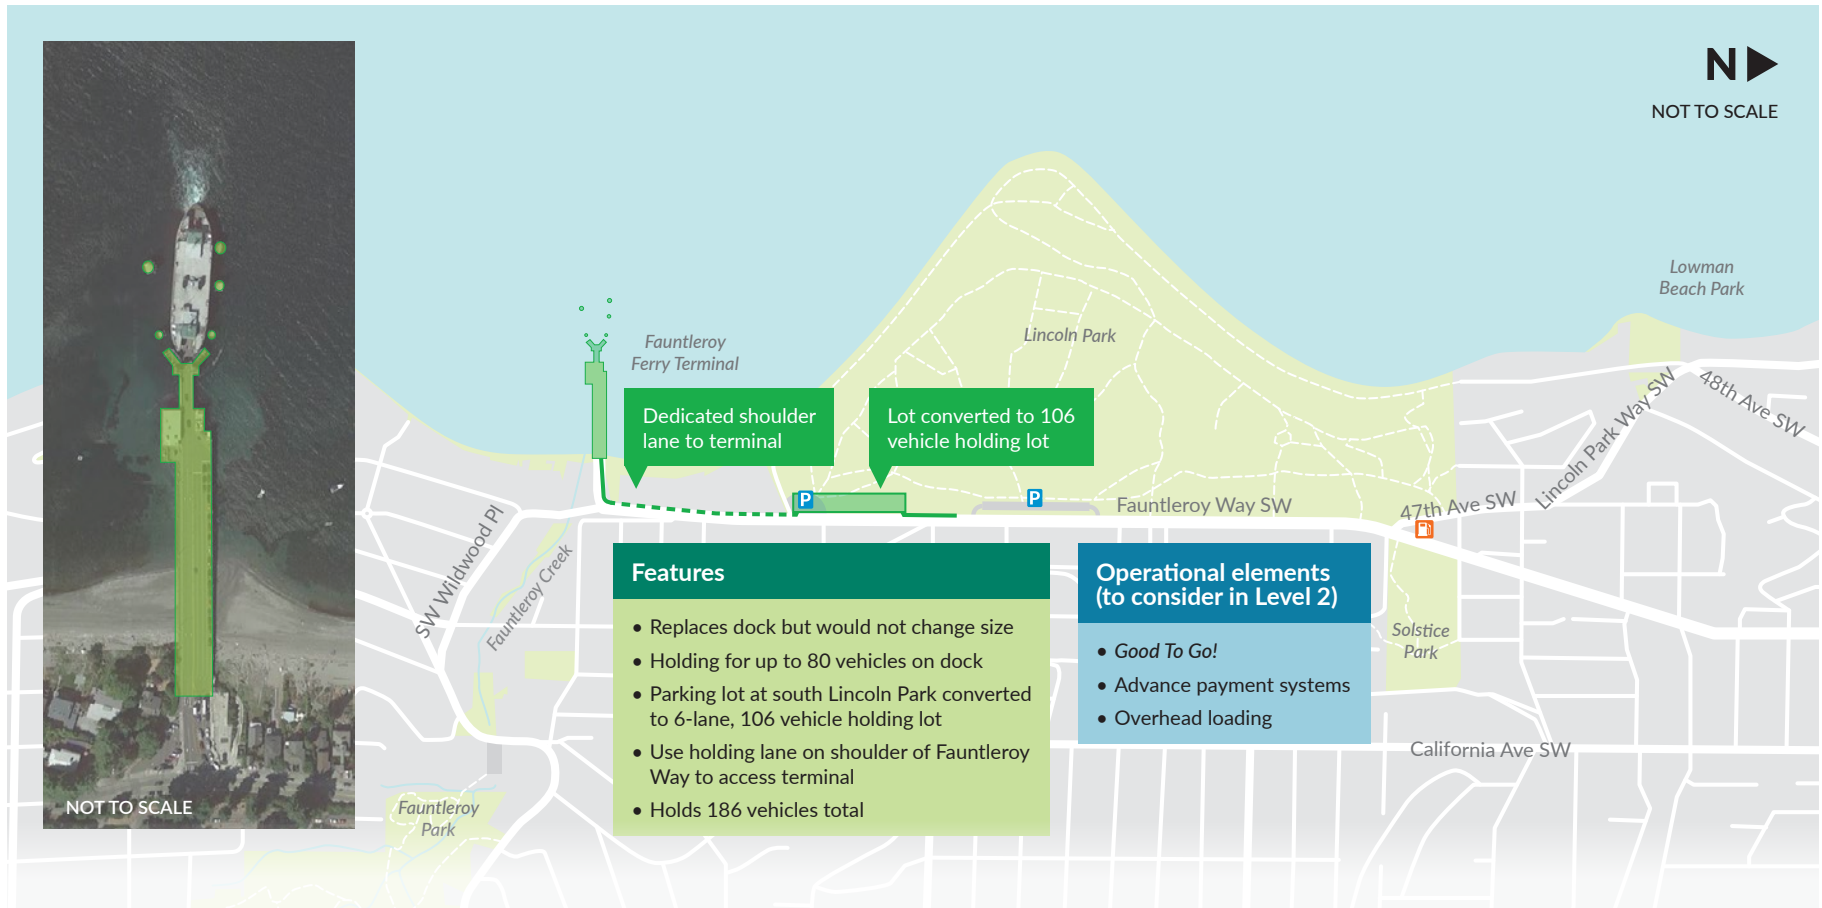 N
NOT TO SCALE
Lowman
Beach Park
Lincoln Park
Fauntleroy
Ferry Terminal
Dedicated shoulder
lane to terminal
Lot converted to 106
vehicle holding lot
P
P
Fauntleroy Way SW
47th Ave SW
Lincoln Park Way SW
48th Ave SW
SW Wildwood Pl
Fauntleroy Creek
Features
• Replaces dock but would not change size
• Holding for up to 80 vehicles on dock
• Parking lot at south Lincoln Park converted
to 6-lane, 106 vehicle holding lot
• Use holding lane on shoulder of Fauntleroy
Way to access terminal
• Holds 186 vehicles total
Operational elements
(to consider in Level 2)
• Good To Go!
• Advance payment systems
• Overhead loading
Solstice
Park
California Ave SW
Fauntleroy
Park
NOT TO SCALE